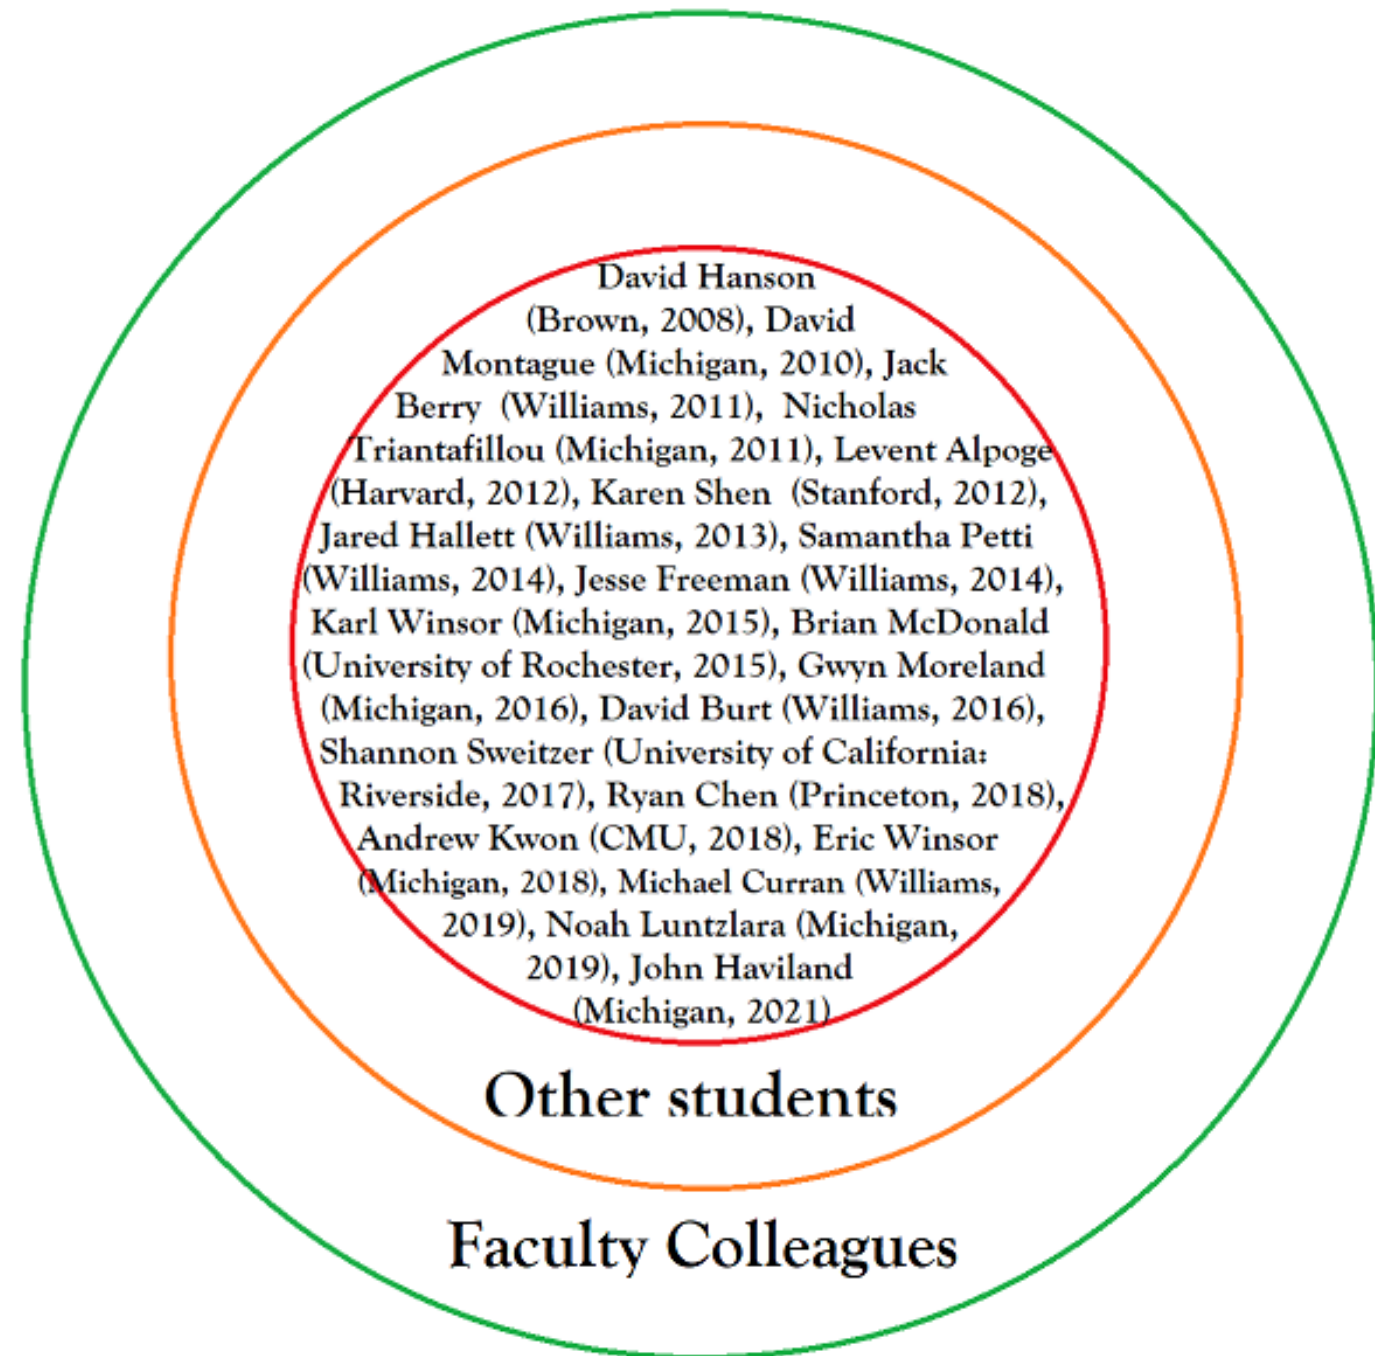 David Hanson
(Brown, 2008), David
Montague (Michigan, 2010), Jack
Berry (Williams, 2011), Nicholas
Triantafillou (Michigan, 2011), Levent Alpoge
(Harvard, 2012), Karen Shen (Stanford, 2012),
Jared Hallett (Williams, 2013), Samantha Petti
(Williams, 2014), Jesse Freeman (Williams, 2014),
Karl Winsor (Michigan, 2015), Brian McDonald
(University of Rochester, 2015), Gwyn Moreland
(Michigan, 2016), David Burt (Williams, 2016),
Shannon Sweitzer (University of California:
Riverside, 2017), Ryan Chen (Princeton, 2018),
Andrew Kwon (CMU, 2018), Eric Winsor
(Michigan, 2018), Michael Curran (Williams,
2019), Noah Luntzlara (Michigan,
2019), John Haviland
(Michigan, 2021)
Other students
Faculty Colleagues